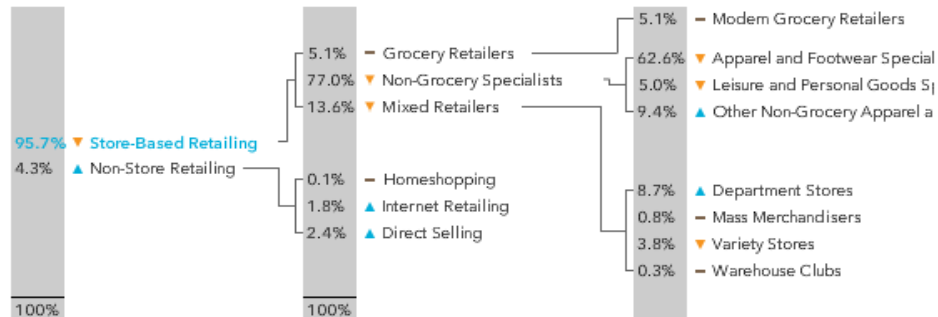 5.1% – Modern Grocery Retailers
5.1% – Grocery Retailers
62.6% ▼ Apparel and Footwear Special
77.0% ▼ Non-Grocery Specialists
5.0% ▼ Leisure and Personal Goods Sp
13.6% ▼ Mixed Retailers
9.4% ▲ Other Non-Grocery Apparel a
95.7% ▼ Store-Based Retailing
4.3% ▲ Non-Store Retailing
0.1% – Homeshopping
8.7% ▲ Department Stores
1.8% ▲ Internet Retailing
0.8% – Mass Merchandisers
2.4% ▲ Direct Selling
3.8% ▼ Variety Stores
0.3% – Warehouse Clubs
100%
100%